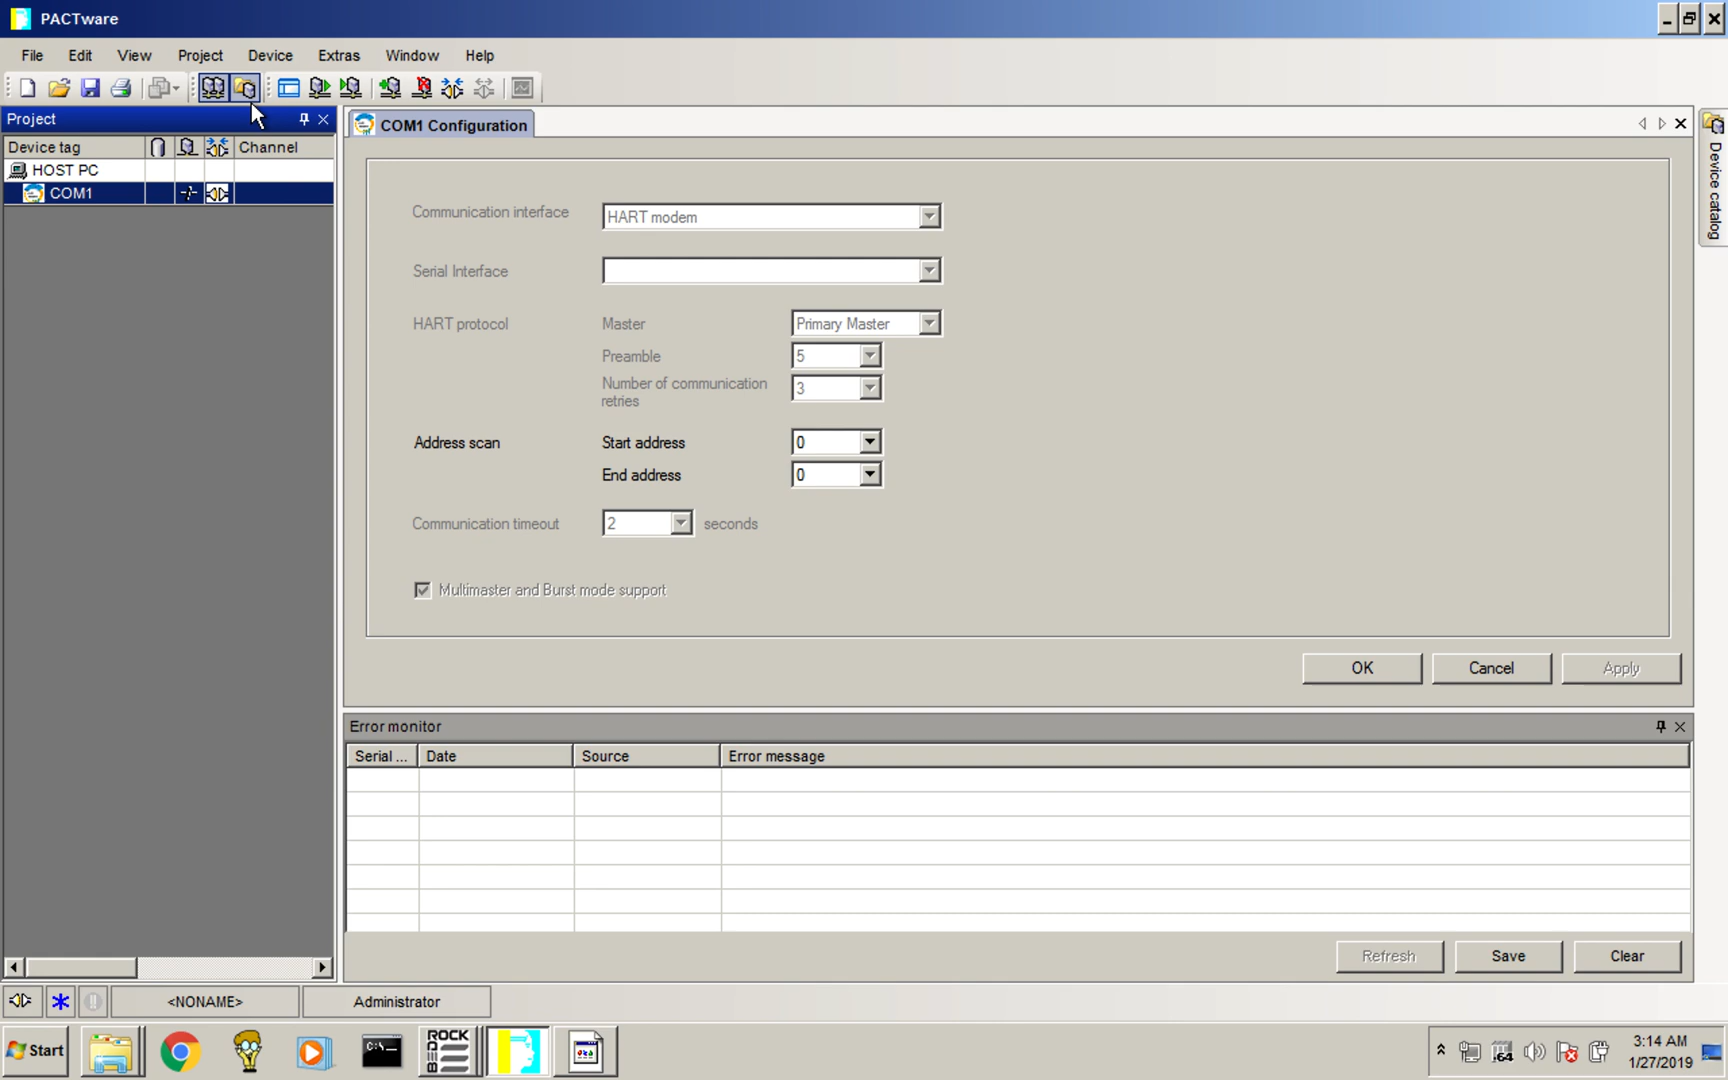 PACTware
File Edit View Project Device Extras Window Help
Project
Device tag Channel
HOST PC
COM1
COM1 Configuration
Device catalog
Communication interface HART modem
Serial Interface
HART protocol Master Primary Master
Preamble 5
Number of communication retries 3
Address scan Start address 0
End address 0
Communication timeout 2 seconds
Multimaster and Burst mode support
OK Cancel Apply
Error monitor
Serial ... Date Source Error message
Refresh Save Clear
<NONAME> Administrator
Start C:\_ ROCK 64 3:14 AM
1/27/2019